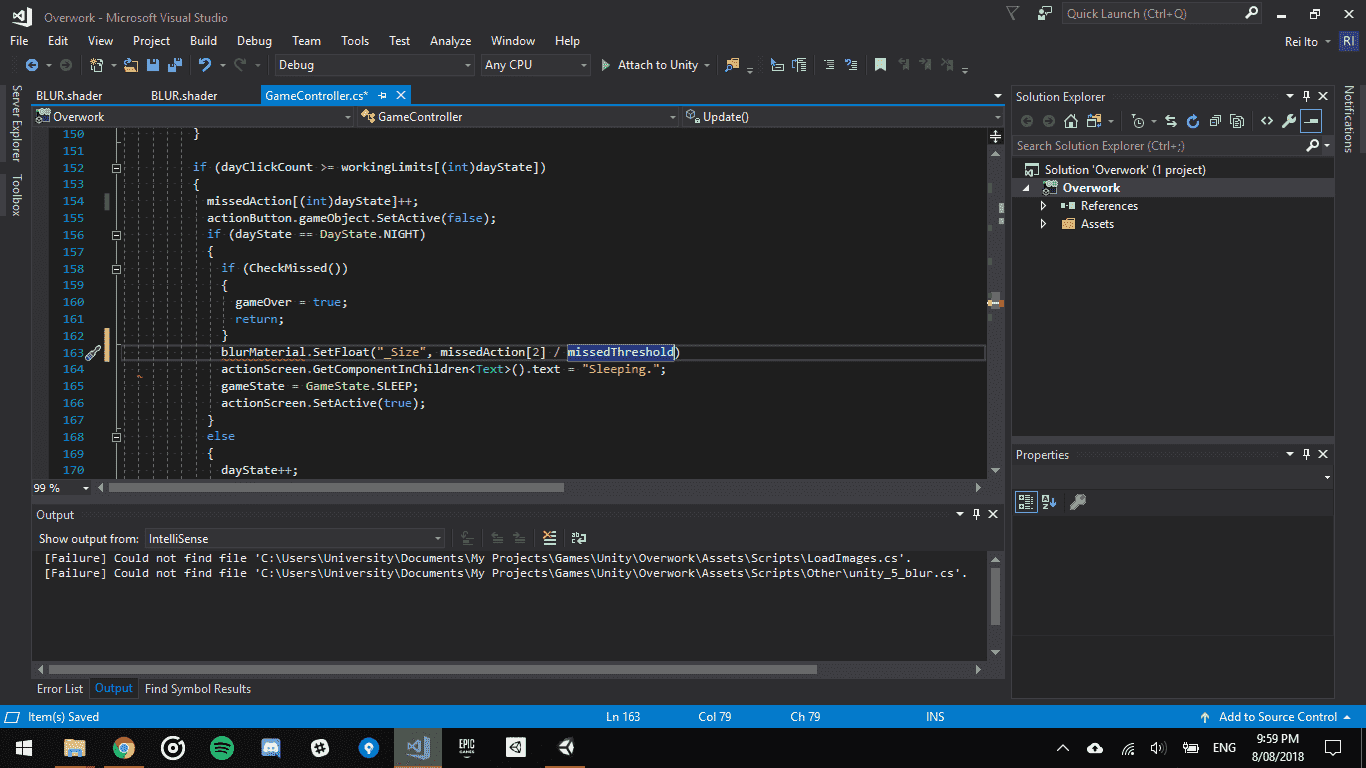 Overwork - Microsoft Visual Studio
Quick Launch (Ctrl+Q)
File Edit View Project Build Debug Team Tools Test Analyze Window Help
Rei Ito RI
Debug Any CPU Attach to Unity
Server Explorer
Toolbox
BLUR.shader BLUR.shader GameController.cs*
Overwork GameController Update()
150 }
151
152 if (dayClickCount >= workingLimits[(int)dayState])
153 {
154 missedAction[(int)dayState]++;
155 actionButton.gameObject.SetActive(false);
156 if (dayState == DayState.NIGHT)
157 {
158 if (CheckMissed())
159 {
160 gameOver = true;
161 return;
162 }
163 blurMaterial.SetFloat("_Size", missedAction[2] / missedThreshold)
164 actionScreen.GetComponentInChildren<Text>().text = "Sleeping.";
165 gameState = GameState.SLEEP;
166 actionScreen.SetActive(true);
167 }
168 else
169 {
170 dayState++;
99 %
Output
Show output from: IntelliSense
[Failure] Could not find file 'C:\Users\University\Documents\My Projects\Games\Unity\Overwork\Assets\Scripts\LoadImages.cs'.
[Failure] Could not find file 'C:\Users\University\Documents\My Projects\Games\Unity\Overwork\Assets\Scripts\Other\unity_5_blur.cs'.
Error List Output Find Symbol Results
Solution Explorer
Search Solution Explorer (Ctrl+;)
Solution 'Overwork' (1 project)
Overwork
References
Assets
Properties
Notifications
Item(s) Saved Ln 163 Col 79 Ch 79 INS Add to Source Control
EPIC GAMES
ENG
9:59 PM
8/08/2018